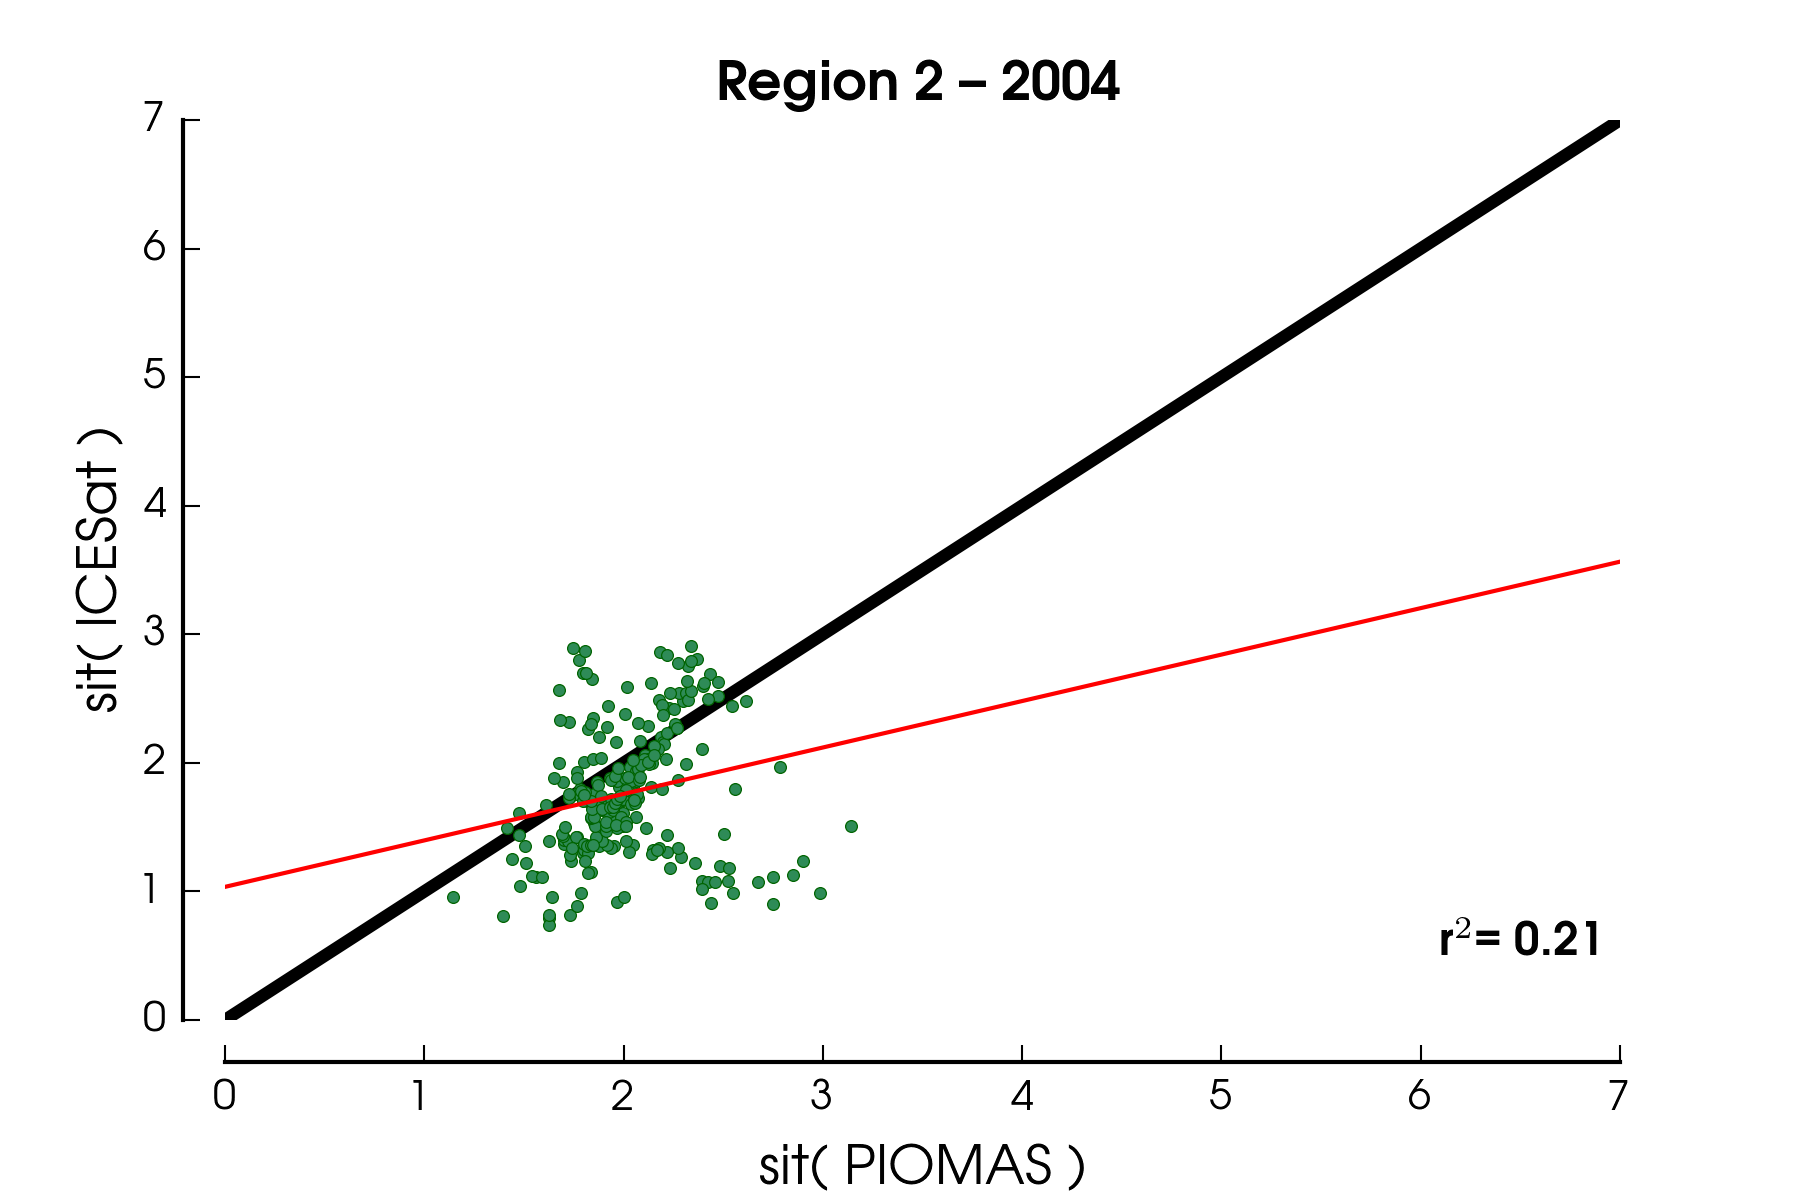 Region 2 – 2004
7
6
5
4
3
2
1
0
sit( ICESat )
r²= 0.21
0 1 2 3 4 5 6 7
sit( PIOMAS )